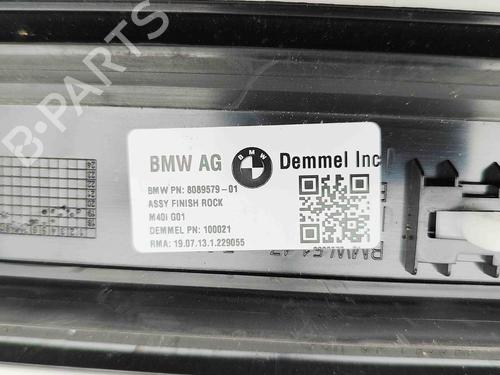 B-PARTS
BMW AG BMW Demmel Inc
BMW PN: 8089579-01
ASSY FINISH ROCK
M40i G01
DEMMEL PN: 100021
RMA: 19.07.13.1.229055